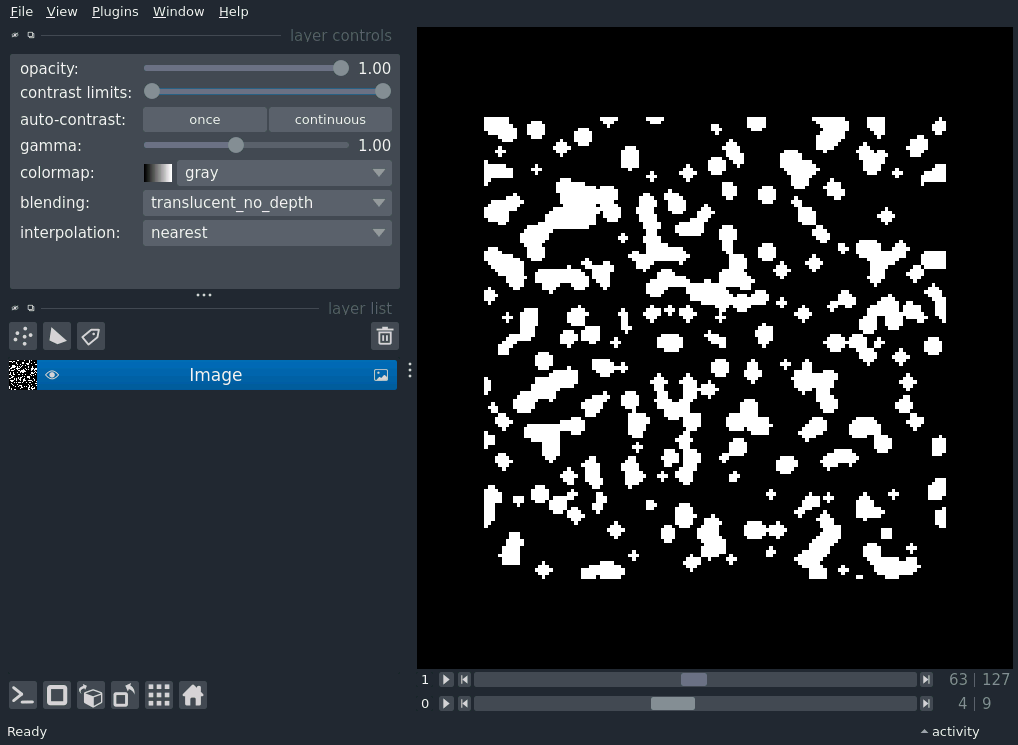 File View Plugins Window Help
layer controls
opacity: 1.00
contrast limits:
auto-contrast: once continuous
gamma: 1.00
colormap: gray
blending: translucent_no_depth
interpolation: nearest
layer list
Image
1 63 | 127
0 4 | 9
Ready activity